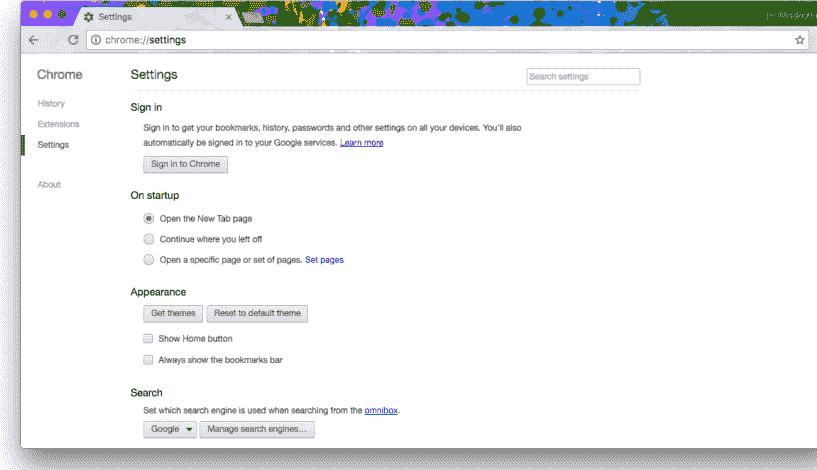 Settings
chrome://settings
Chrome
History
Extensions
Settings
About
Settings
Search settings
Sign in
Sign in to get your bookmarks, history, passwords and other settings on all your devices. You'll also
automatically be signed in to your Google services. Learn more
Sign in to Chrome
On startup
Open the New Tab page
Continue where you left off
Open a specific page or set of pages. Set pages
Appearance
Get themes Reset to default theme
Show Home button
Always show the bookmarks bar
Search
Set which search engine is used when searching from the omnibox.
Google Manage search engines...